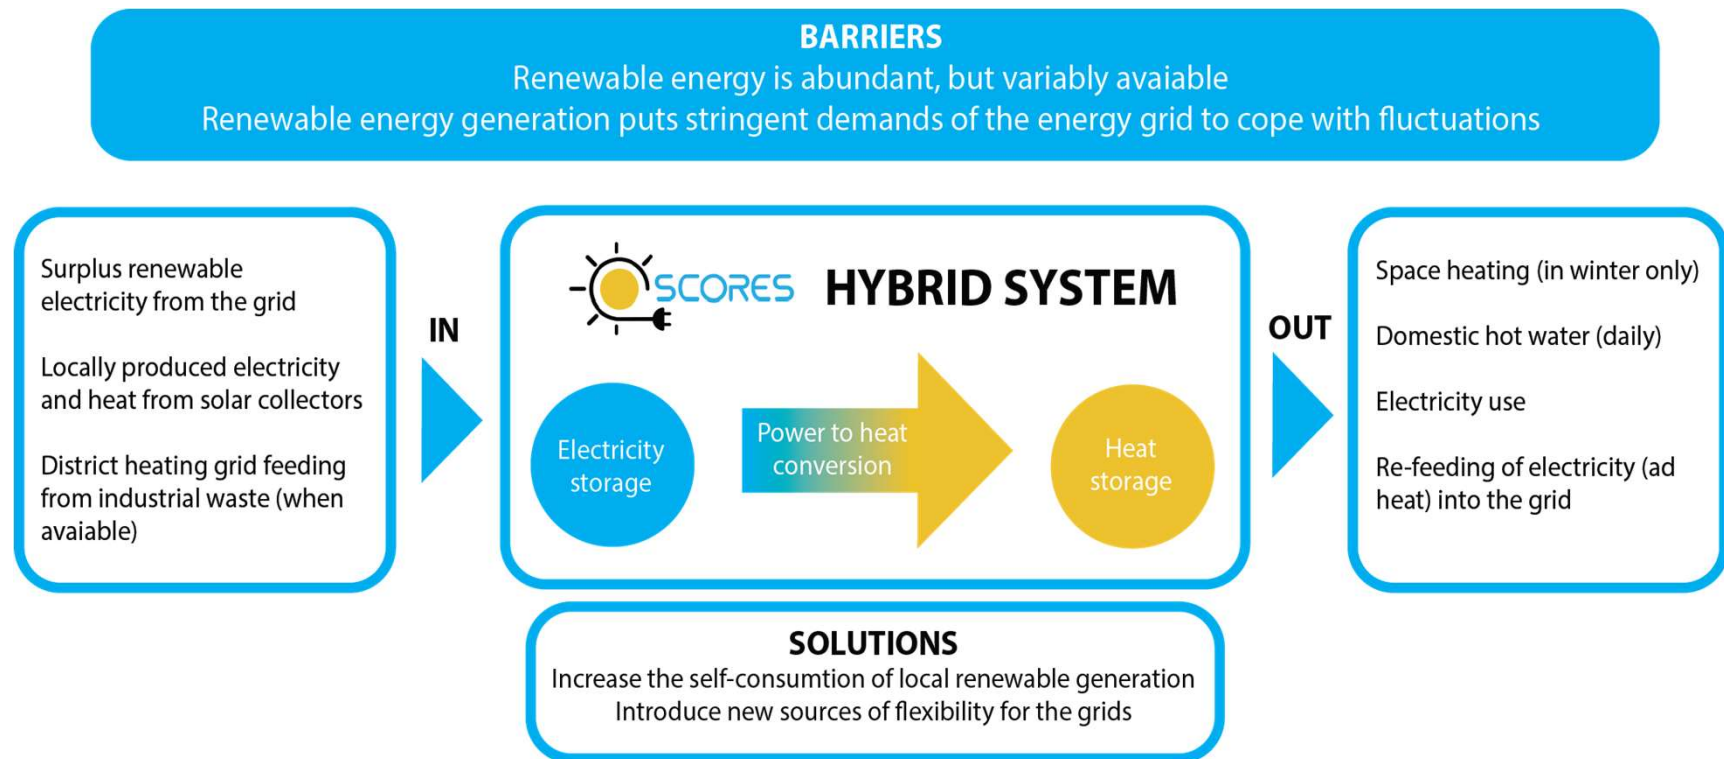 BARRIERS
Renewable energy is abundant, but variably avaiable
Renewable energy generation puts stringent demands of the energy grid to cope with fluctuations
Surplus renewable
electricity from the grid
Locally produced electricity
and heat from solar collectors
District heating grid feeding
from industrial waste (when
avaiable)
IN
SCORES HYBRID SYSTEM
Electricity
storage
Power to heat
conversion
Heat
storage
OUT
Space heating (in winter only)
Domestic hot water (daily)
Electricity use
Re-feeding of electricity (ad
heat) into the grid
SOLUTIONS
Increase the self-consumtion of local renewable generation
Introduce new sources of flexibility for the grids